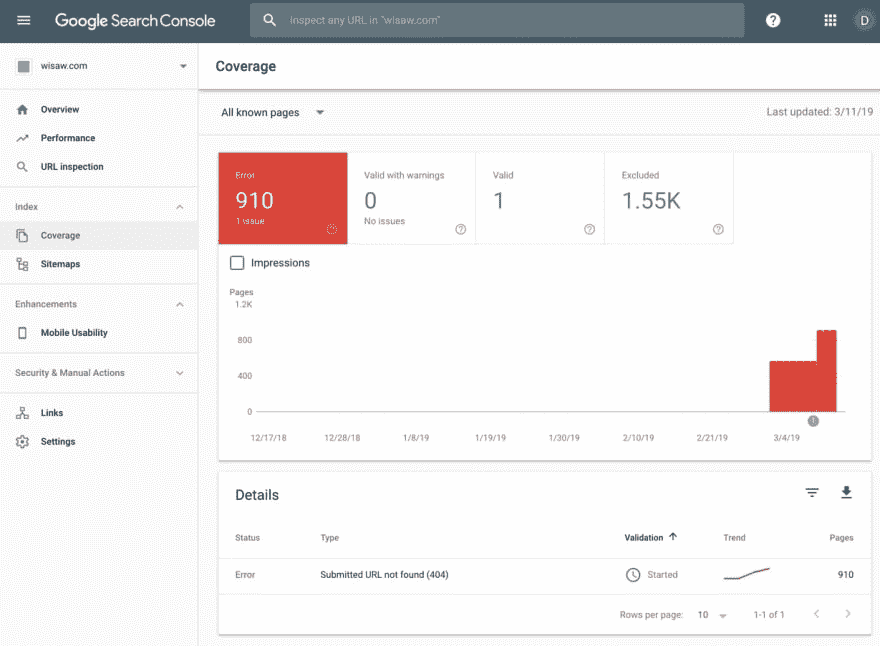 Google Search Console
Inspect any URL in "wisaw.com"
D
wisaw.com
Overview
Performance
URL inspection
Index
Coverage
Sitemaps
Enhancements
Mobile Usability
Security & Manual Actions
Links
Settings
Coverage
All known pages
Last updated: 3/11/19
Error
910
1 issue
Valid with warnings
0
No issues
Valid
1
Excluded
1.55K
Impressions
Pages
1.2K
800
400
0
12/17/18 12/28/18 1/8/19 1/19/19 1/30/19 2/10/19 2/21/19 3/4/19
Details
Status Type Validation Trend Pages
Error Submitted URL not found (404) Started 910
Rows per page: 10 1-1 of 1